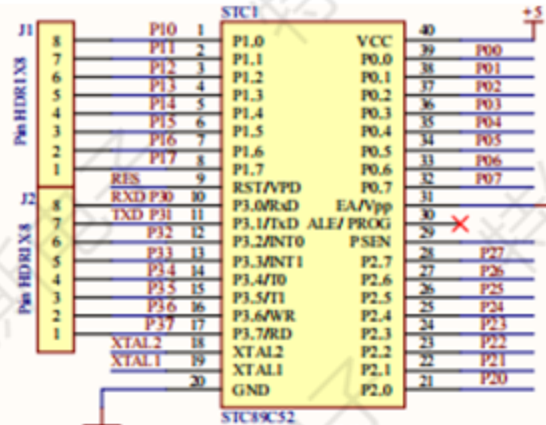 J1
STC1
+5
P10 1 40
8 P1.0 VCC
P11 2 39 P00
7 P1.1 P0.0
P12 3 38 P01
6 P1.2 P0.1
P13 4 37 P02
5 P1.3 P0.2
P14 5 36 P03
4 P1.4 P0.3
P15 6 35 P04
3 P1.5 P0.4
P16 7 34 P05
2 P1.6 P0.5
P17 8 33 P06
1 P1.7 P0.6
Pin HDR1X8
RES 9 32 P07
RST/VPD P0.7
J2
RXD P30 10 31
8 P3.0/RxD EA/Vpp
TXD P31 11 30
7 P3.1/TxD ALE/PROG
P32 12 29
6 P3.2/INT0 PSEN
P33 13 28 P27
5 P3.3/INT1 P2.7
P34 14 27 P26
4 P3.4/T0 P2.6
P35 15 26 P25
3 P3.5/T1 P2.5
P36 16 25 P24
2 P3.6/WR P2.4
P37 17 24 P23
1 P3.7/RD P2.3
Pin HDR1X8
XTAL2 18 23 P22
XTAL2 P2.2
XTAL1 19 22 P21
XTAL1 P2.1
20 21 P20
GND P2.0
STC89C52